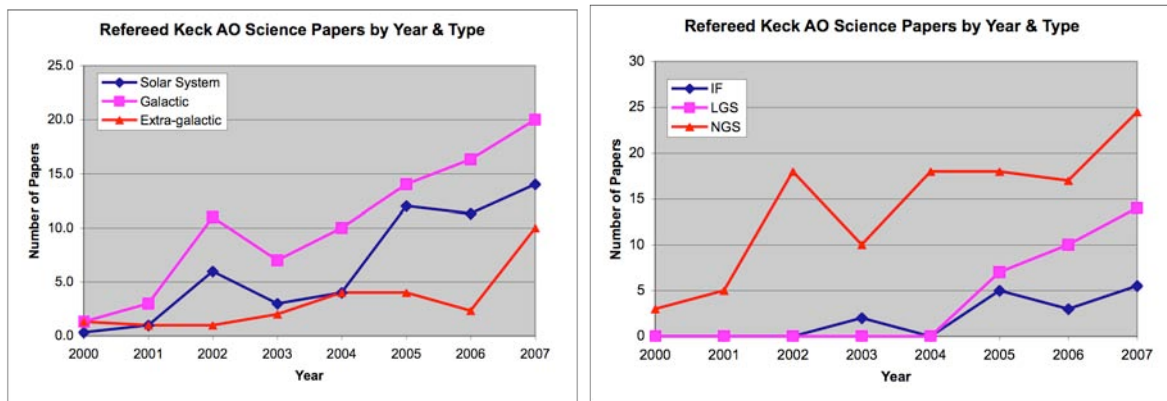 Refereed Keck AO Science Papers by Year & Type
25.0
20.0
15.0
10.0
5.0
0.0
Number of Papers
Solar System
Galactic
Extra-galactic
2000 2001 2002 2003 2004 2005 2006 2007
Year
Refereed Keck AO Science Papers by Year & Type
30
25
20
15
10
5
0
Number of Papers
IF
LGS
NGS
2000 2001 2002 2003 2004 2005 2006 2007
Year